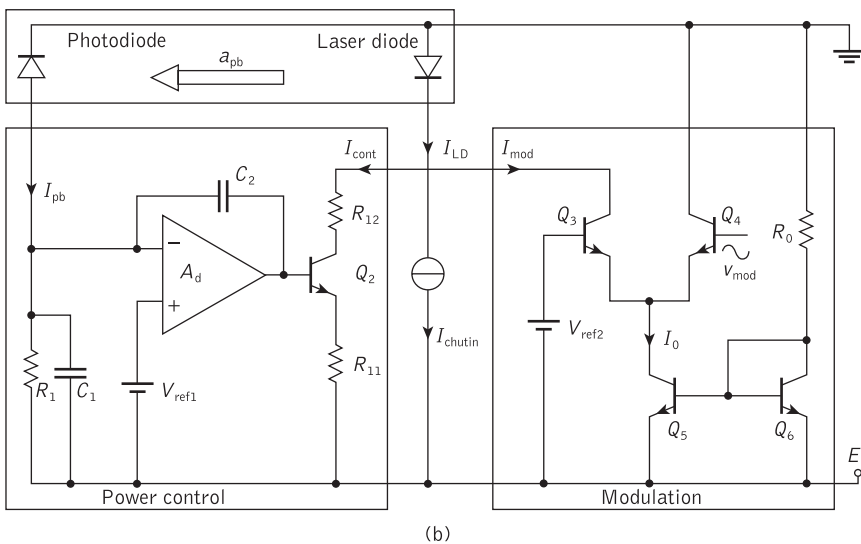 Photodiode
Laser diode
a_pb
I_cont
I_LD
I_mod
C_2
I_pb
R_12
Q_3
Q_4
R_0
−
A_d
Q_2
v_mod
+
V_ref2
I_chutin
I_0
R_11
R_1
C_1
V_ref1
Q_5
Q_6
E
Power control
Modulation
(b)